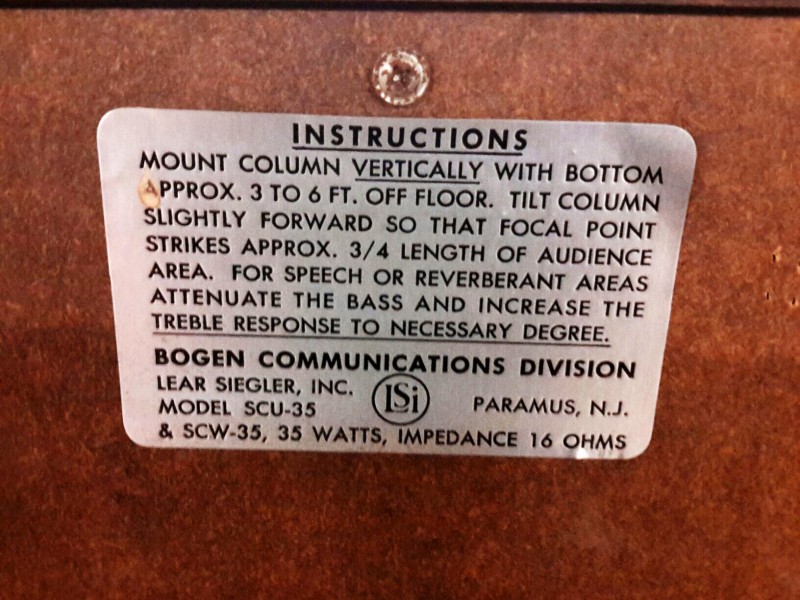 INSTRUCTIONS
MOUNT COLUMN VERTICALLY WITH BOTTOM
APPROX. 3 TO 6 FT. OFF FLOOR. TILT COLUMN
SLIGHTLY FORWARD SO THAT FOCAL POINT
STRIKES APPROX. 3/4 LENGTH OF AUDIENCE
AREA. FOR SPEECH OR REVERBERANT AREAS
ATTENUATE THE BASS AND INCREASE THE
TREBLE RESPONSE TO NECESSARY DEGREE.
BOGEN COMMUNICATIONS DIVISION
LEAR SIEGLER, INC.
LSi
MODEL SCU-35
PARAMUS, N.J.
& SCW-35, 35 WATTS, IMPEDANCE 16 OHMS